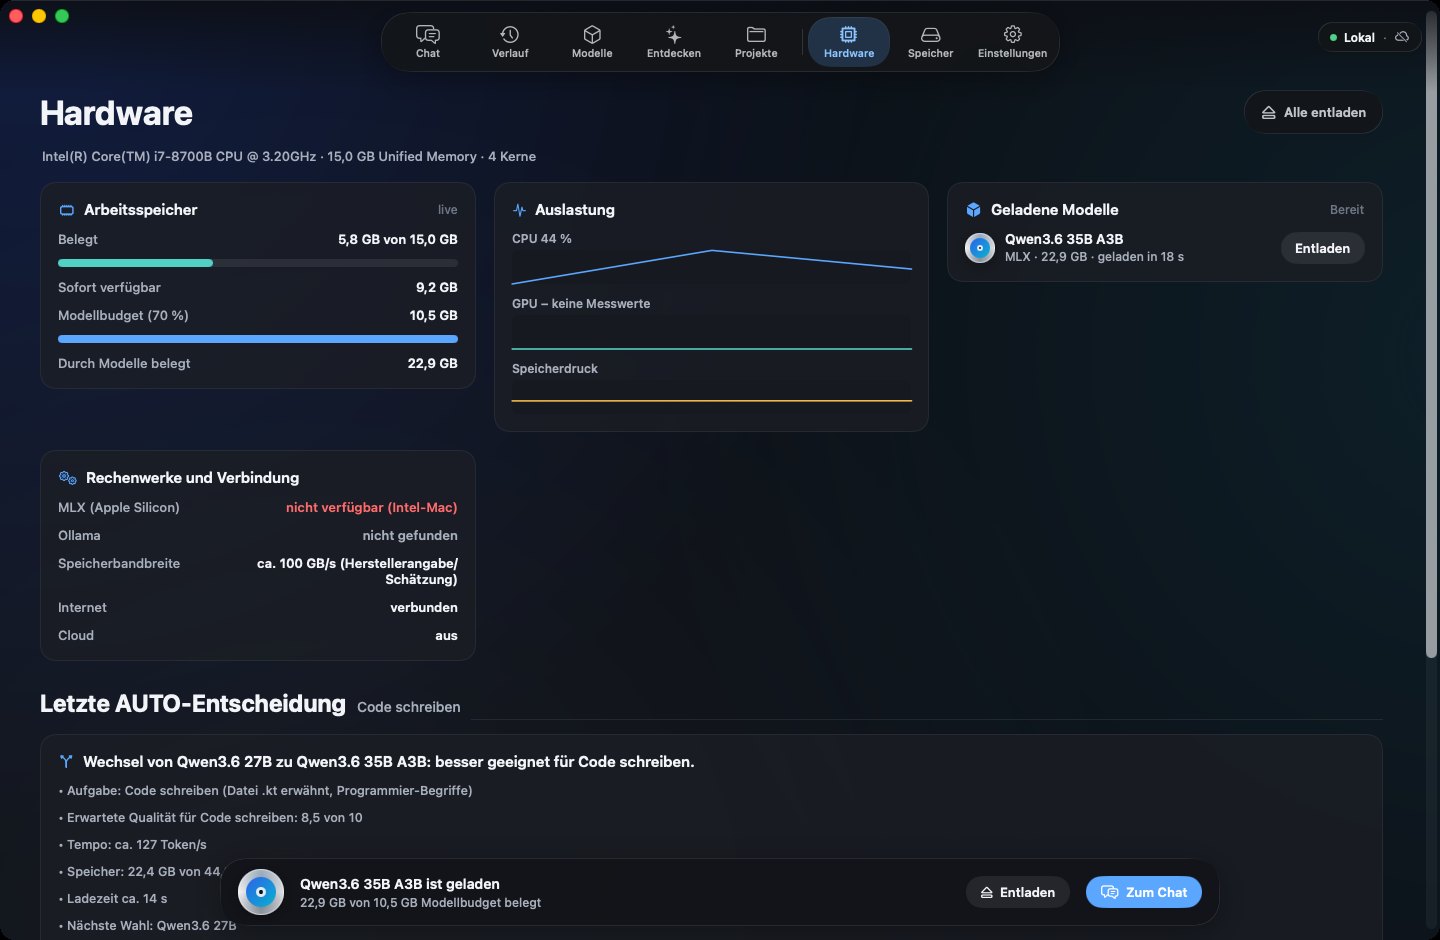 Chat
Verlauf
Modelle
Entdecken
Projekte
Hardware
Speicher
Einstellungen
Lokal ·
Hardware
Alle entladen
Intel(R) Core(TM) i7-8700B CPU @ 3.20GHz · 15,0 GB Unified Memory · 4 Kerne
Arbeitsspeicher live
Belegt 5,8 GB von 15,0 GB
Sofort verfügbar 9,2 GB
Modellbudget (70 %) 10,5 GB
Durch Modelle belegt 22,9 GB
Auslastung
CPU 44 %
GPU – keine Messwerte
Speicherdruck
Geladene Modelle Bereit
Qwen3.6 35B A3B
MLX · 22,9 GB · geladen in 18 s
Entladen
Rechenwerke und Verbindung
MLX (Apple Silicon) nicht verfügbar (Intel-Mac)
Ollama nicht gefunden
Speicherbandbreite ca. 100 GB/s (Herstellerangabe/
Schätzung)
Internet verbunden
Cloud aus
Letzte AUTO-Entscheidung Code schreiben
Wechsel von Qwen3.6 27B zu Qwen3.6 35B A3B: besser geeignet für Code schreiben.
• Aufgabe: Code schreiben (Datei .kt erwähnt, Programmier-Begriffe)
• Erwartete Qualität für Code schreiben: 8,5 von 10
• Tempo: ca. 127 Token/s
• Speicher: 22,4 GB von 44,
• Ladezeit ca. 14 s
• Nächste Wahl: Qwen3.6 27B
Qwen3.6 35B A3B ist geladen
22,9 GB von 10,5 GB Modellbudget belegt
Entladen
Zum Chat